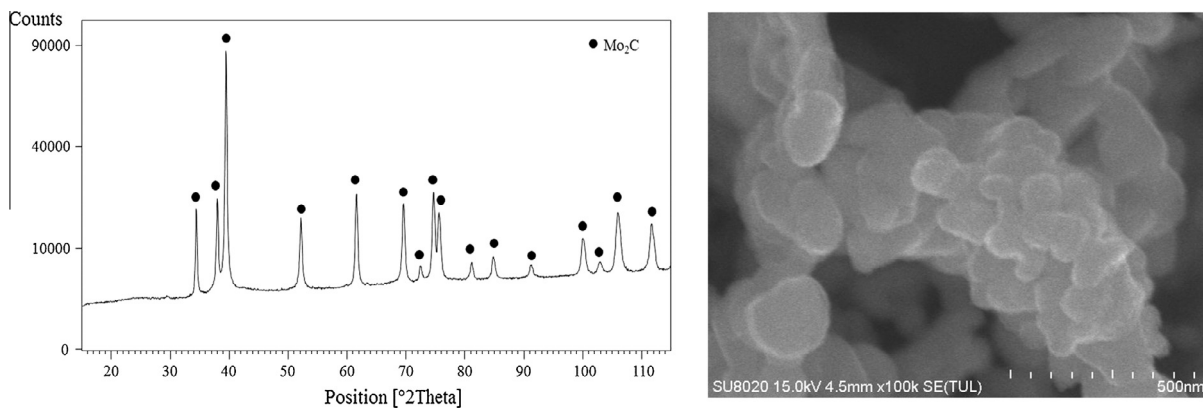 Counts
90000
40000
10000
0
Mo₂C
20 30 40 50 60 70 80 90 100 110
Position [°2Theta]
SU8020 15.0kV 4.5mm x100k SE(TUL)
500nm